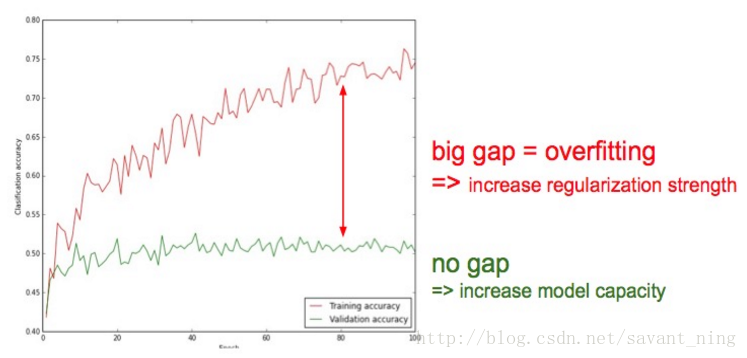 0.80
0.75
0.70
0.65
0.60
0.55
0.50
0.45
0.40
Classification accuracy
0
20
40
60
80
100
Epoch
Training accuracy
Validation accuracy
big gap = overfitting
=> increase regularization strength
no gap
=> increase model capacity
http://blog.csdn.net/savant_ning